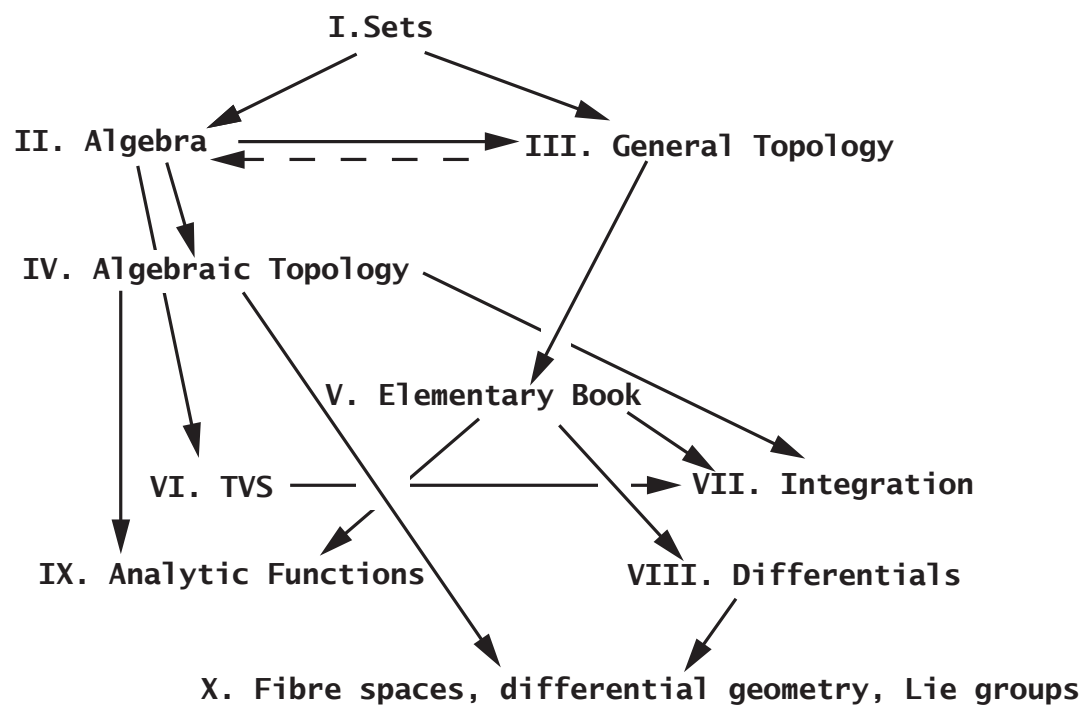 I.Sets
II. Algebra
III. General Topology
IV. Algebraic Topology
V. Elementary Book
VI. TVS
VII. Integration
IX. Analytic Functions
VIII. Differentials
X. Fibre spaces, differential geometry, Lie groups